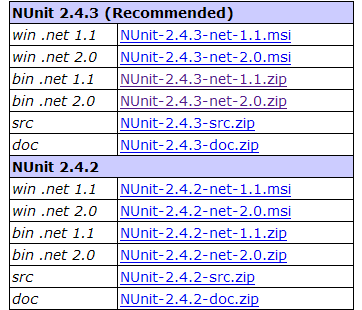 NUnit 2.4.3 (Recommended)
win .net 1.1 NUnit-2.4.3-net-1.1.msi
win .net 2.0 NUnit-2.4.3-net-2.0.msi
bin .net 1.1 NUnit-2.4.3-net-1.1.zip
bin .net 2.0 NUnit-2.4.3-net-2.0.zip
src NUnit-2.4.3-src.zip
doc NUnit-2.4.3-doc.zip
NUnit 2.4.2
win .net 1.1 NUnit-2.4.2-net-1.1.msi
win .net 2.0 NUnit-2.4.2-net-2.0.msi
bin .net 1.1 NUnit-2.4.2-net-1.1.zip
bin .net 2.0 NUnit-2.4.2-net-2.0.zip
src NUnit-2.4.2-src.zip
doc NUnit-2.4.2-doc.zip